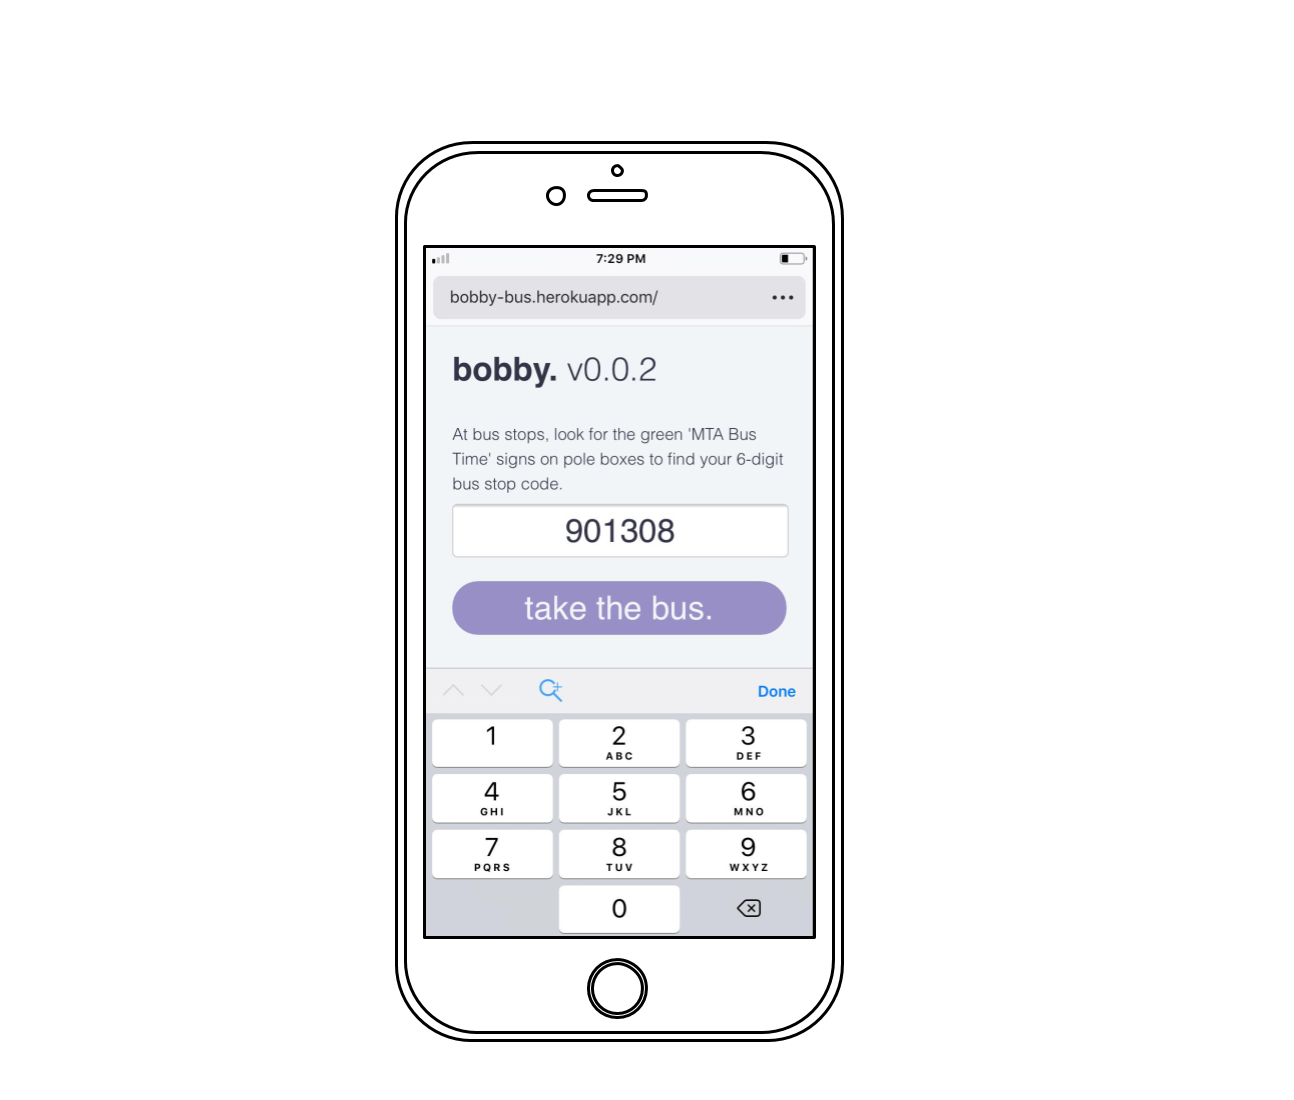 7:29 PM
bobby-bus.herokuapp.com/ •••
bobby. v0.0.2
At bus stops, look for the green 'MTA Bus
Time' signs on pole boxes to find your 6-digit
bus stop code.
901308
take the bus.
Done
1 2 3
ABC DEF
4 5 6
GHI JKL MNO
7 8 9
PQRS TUV WXYZ
0